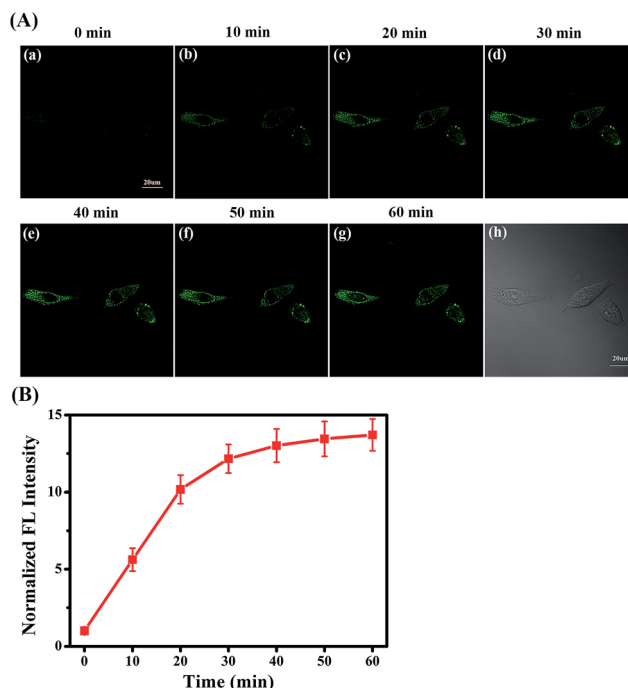 (A)
0 min 10 min 20 min 30 min
(a) (b) (c) (d)
20um
40 min 50 min 60 min
(e) (f) (g) (h)
20um
(B)
15
10
5
0
Normalized FL Intensity
0 10 20 30 40 50 60
Time (min)